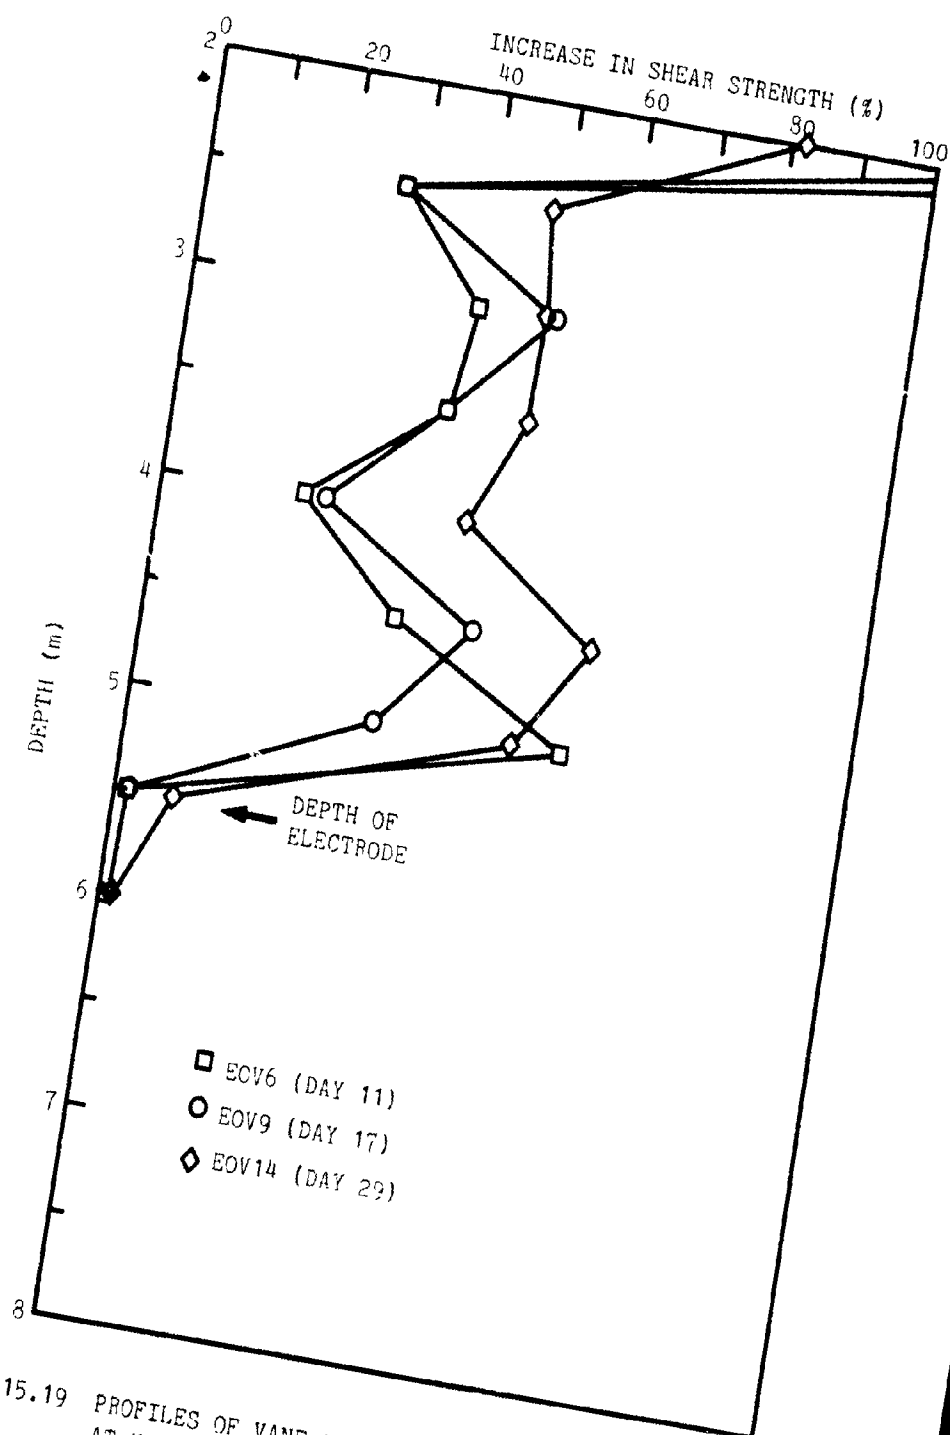 INCREASE IN SHEAR STRENGTH (%)
0 20 40 60 80 100
2
3
4
5
6
7
8
DEPTH (m)
DEPTH OF
ELECTRODE
EOV6 (DAY 11)
EOV9 (DAY 17)
EOV14 (DAY 29)
15.19 PROFILES OF VANE